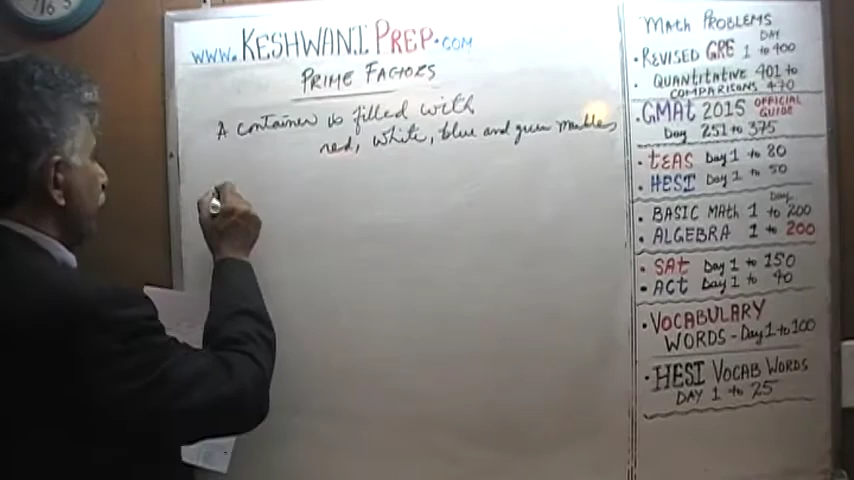 www.KESHWANI PREP.COM
PRIME FACTORS
A container is filled with
red, white, blue and green marbles
MATH PROBLEMS
DAY
• REVISED GRE 1 to 400
• QUANTITATIVE 401 to
COMPARISONS 470
• GMAt 2015 OFFICIAL GUIDE
Day 251 to 375
• tEAS Day 1 to 80
• HESI Day 1 to 50
Day
• BASIC MAth 1 to 200
• ALGEBRA 1 to 200
• SAt Day 1 to 150
• ACt Day 1 to 40
• VOCABULARY
WORDS - Day 1 to 100
• HESI VOCAB WORDS
DAY 1 to 25